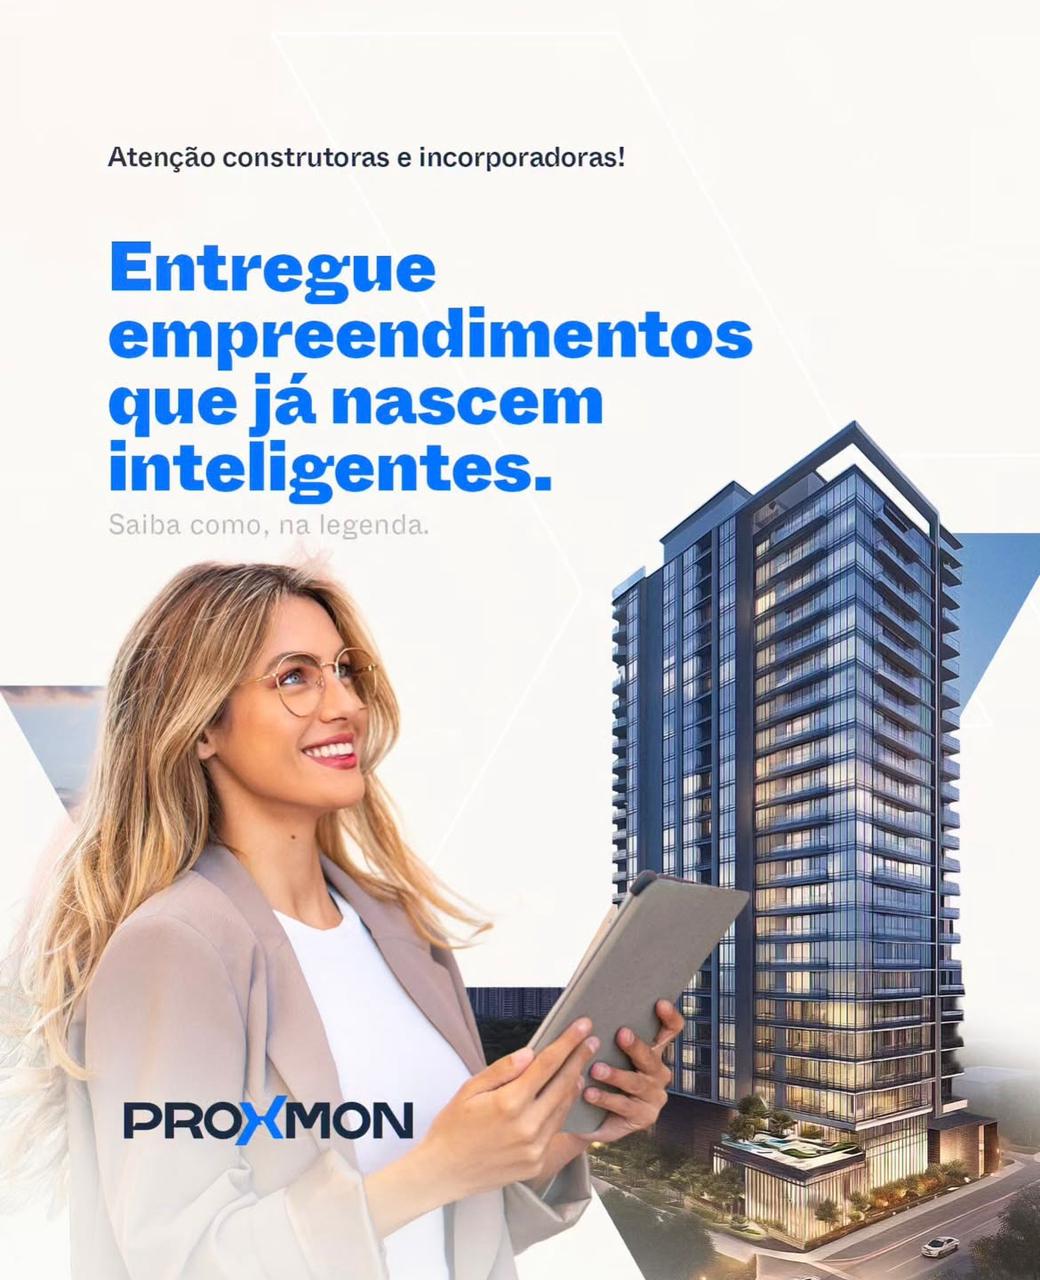 Atenção construtoras e incorporadoras!
Entregue
empreendimentos
que já nascem
inteligentes.
Saiba como, na legenda.
PROXMON